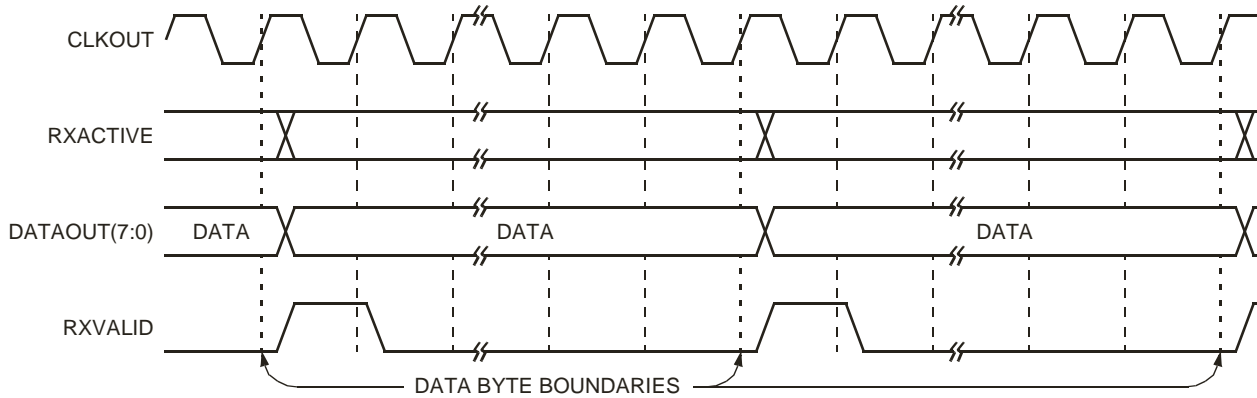 CLKOUT
RXACTIVE
DATAOUT(7:0) DATA DATA DATA
RXVALID
DATA BYTE BOUNDARIES